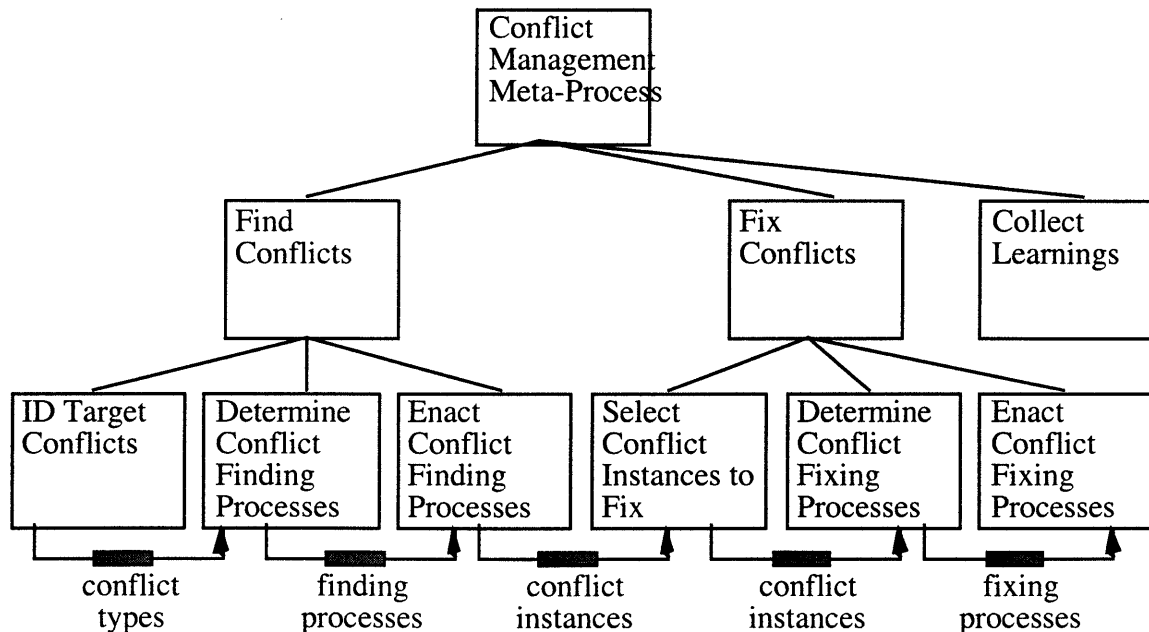 Conflict
Management
Meta-Process
Find
Conflicts
Fix
Conflicts
Collect
Learnings
ID Target
Conflicts
Determine
Conflict
Finding
Processes
Enact
Conflict
Finding
Processes
Select
Conflict
Instances to
Fix
Determine
Conflict
Fixing
Processes
Enact
Conflict
Fixing
Processes
conflict
types
finding
processes
conflict
instances
conflict
instances
fixing
processes